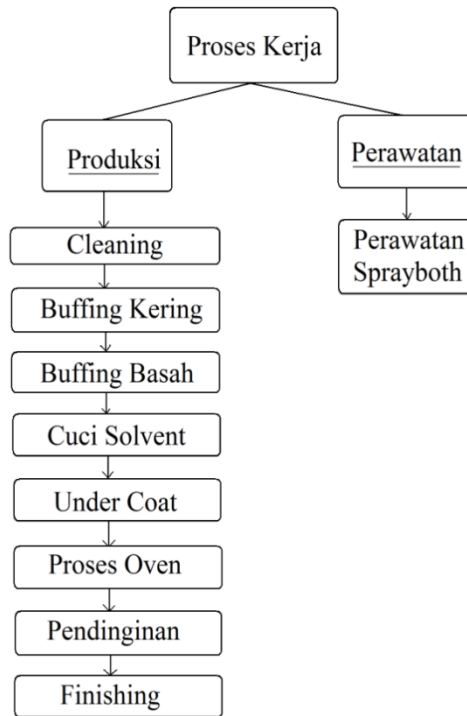 Proses Kerja
Produksi
Perawatan
Cleaning
Perawatan
Sprayboth
Buffing Kering
Buffing Basah
Cuci Solvent
Under Coat
Proses Oven
Pendinginan
Finishing